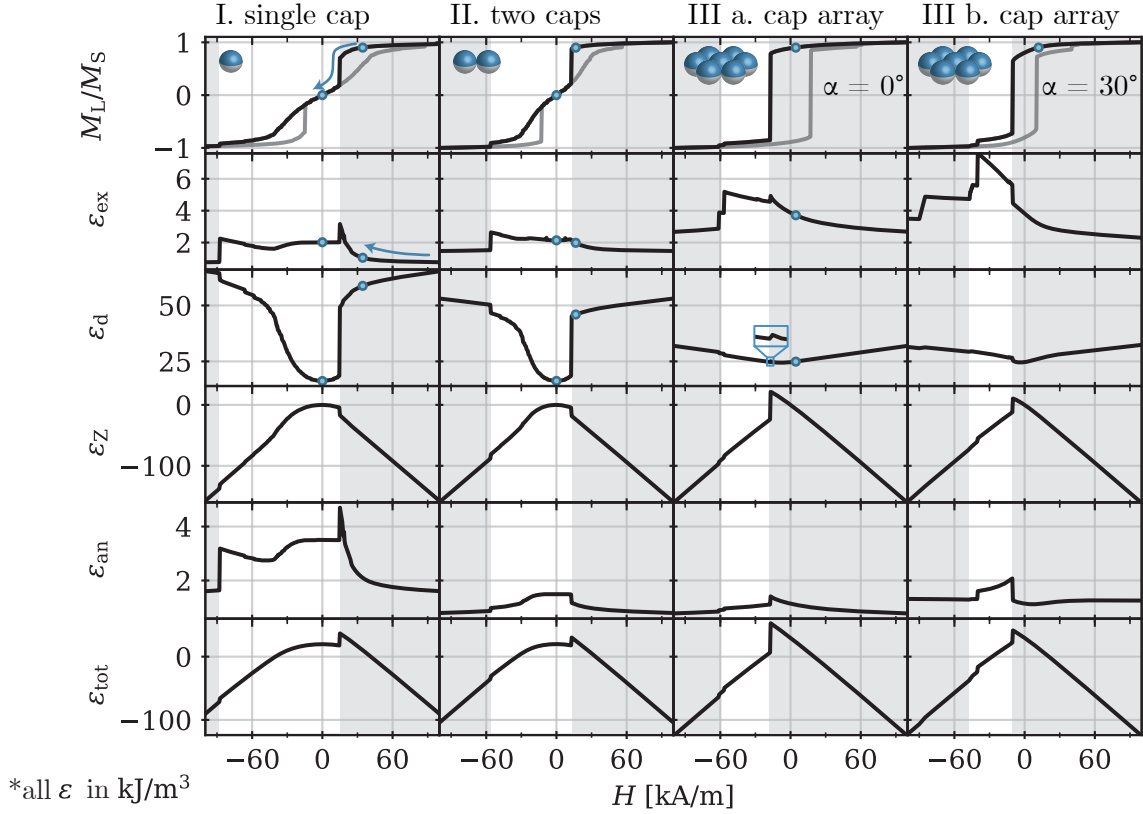 I. single cap II. two caps III a. cap array III b. cap array
M_L/M_S
1
0
−1
α = 0° α = 30°
ε_ex
6
4
2
ε_d
50
25
ε_Z
0
−100
ε_an
4
2
ε_tot
0
−100
−60 0 60 −60 0 60 −60 0 60 −60 0 60
*all ε in kJ/m³
H [kA/m]